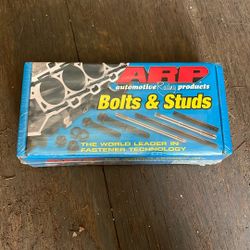 ARP
automotive Racing products
Bolts & Studs
THE WORLD LEADER IN
FASTENER TECHNOLOGY